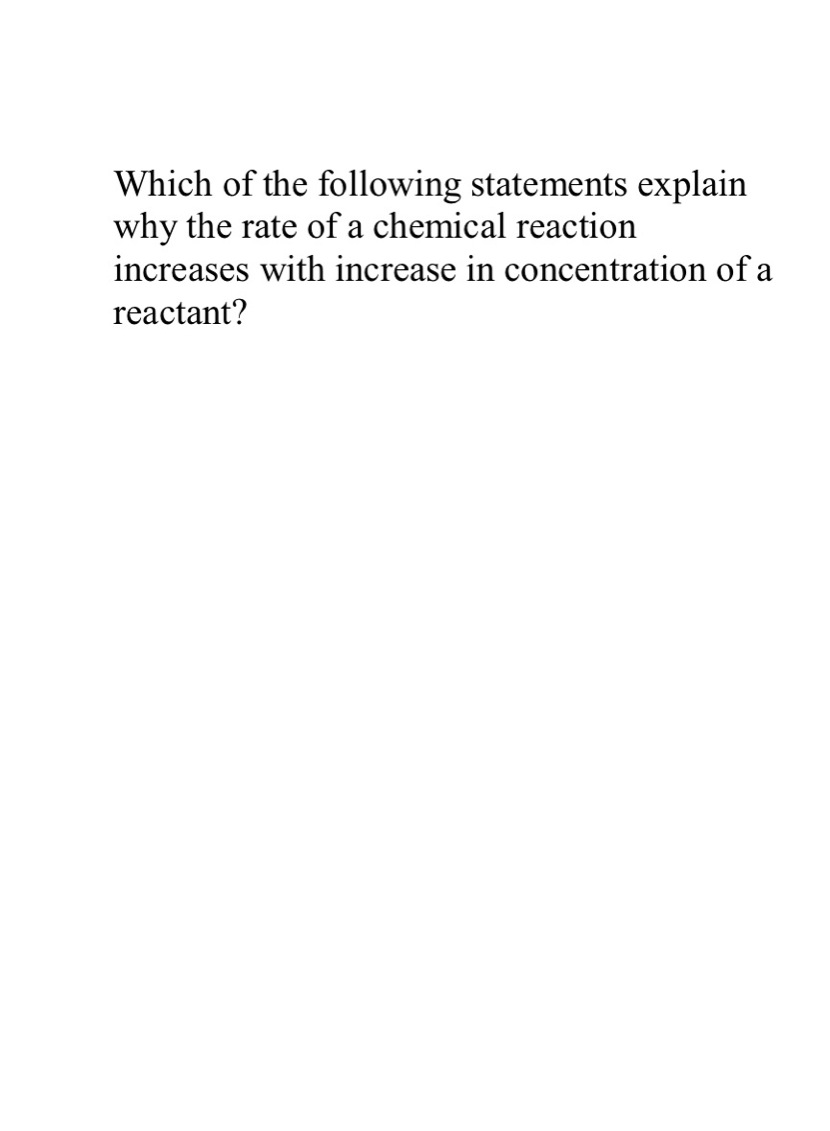 Which of the following statements explain
why the rate of a chemical reaction
increases with increase in concentration of a
reactant?